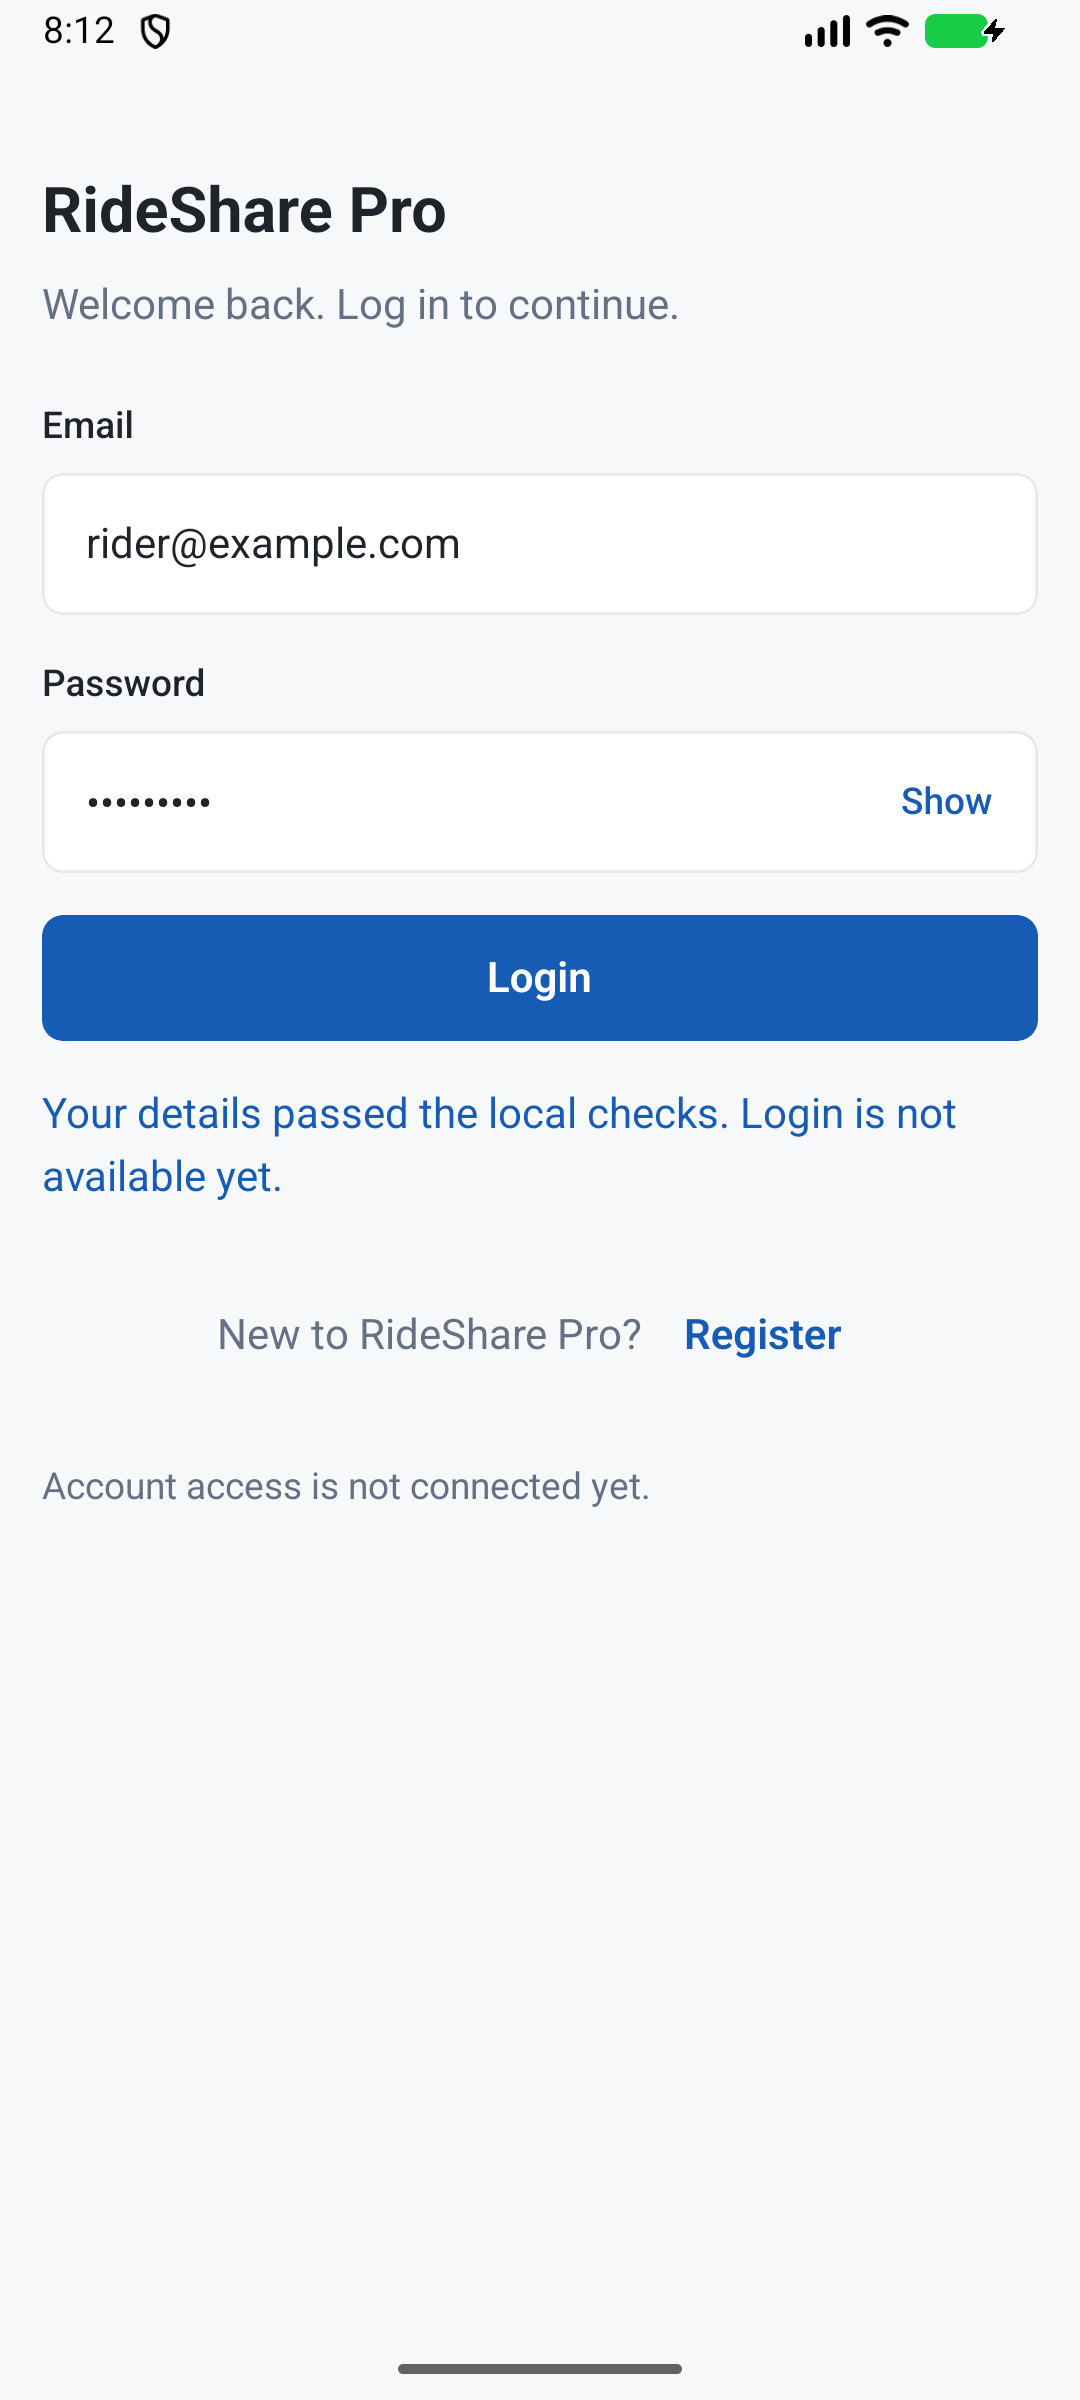 8:12
RideShare Pro
Welcome back. Log in to continue.
Email
rider@example.com
Password
•••••••••
Show
Login
Your details passed the local checks. Login is not
available yet.
New to RideShare Pro? Register
Account access is not connected yet.